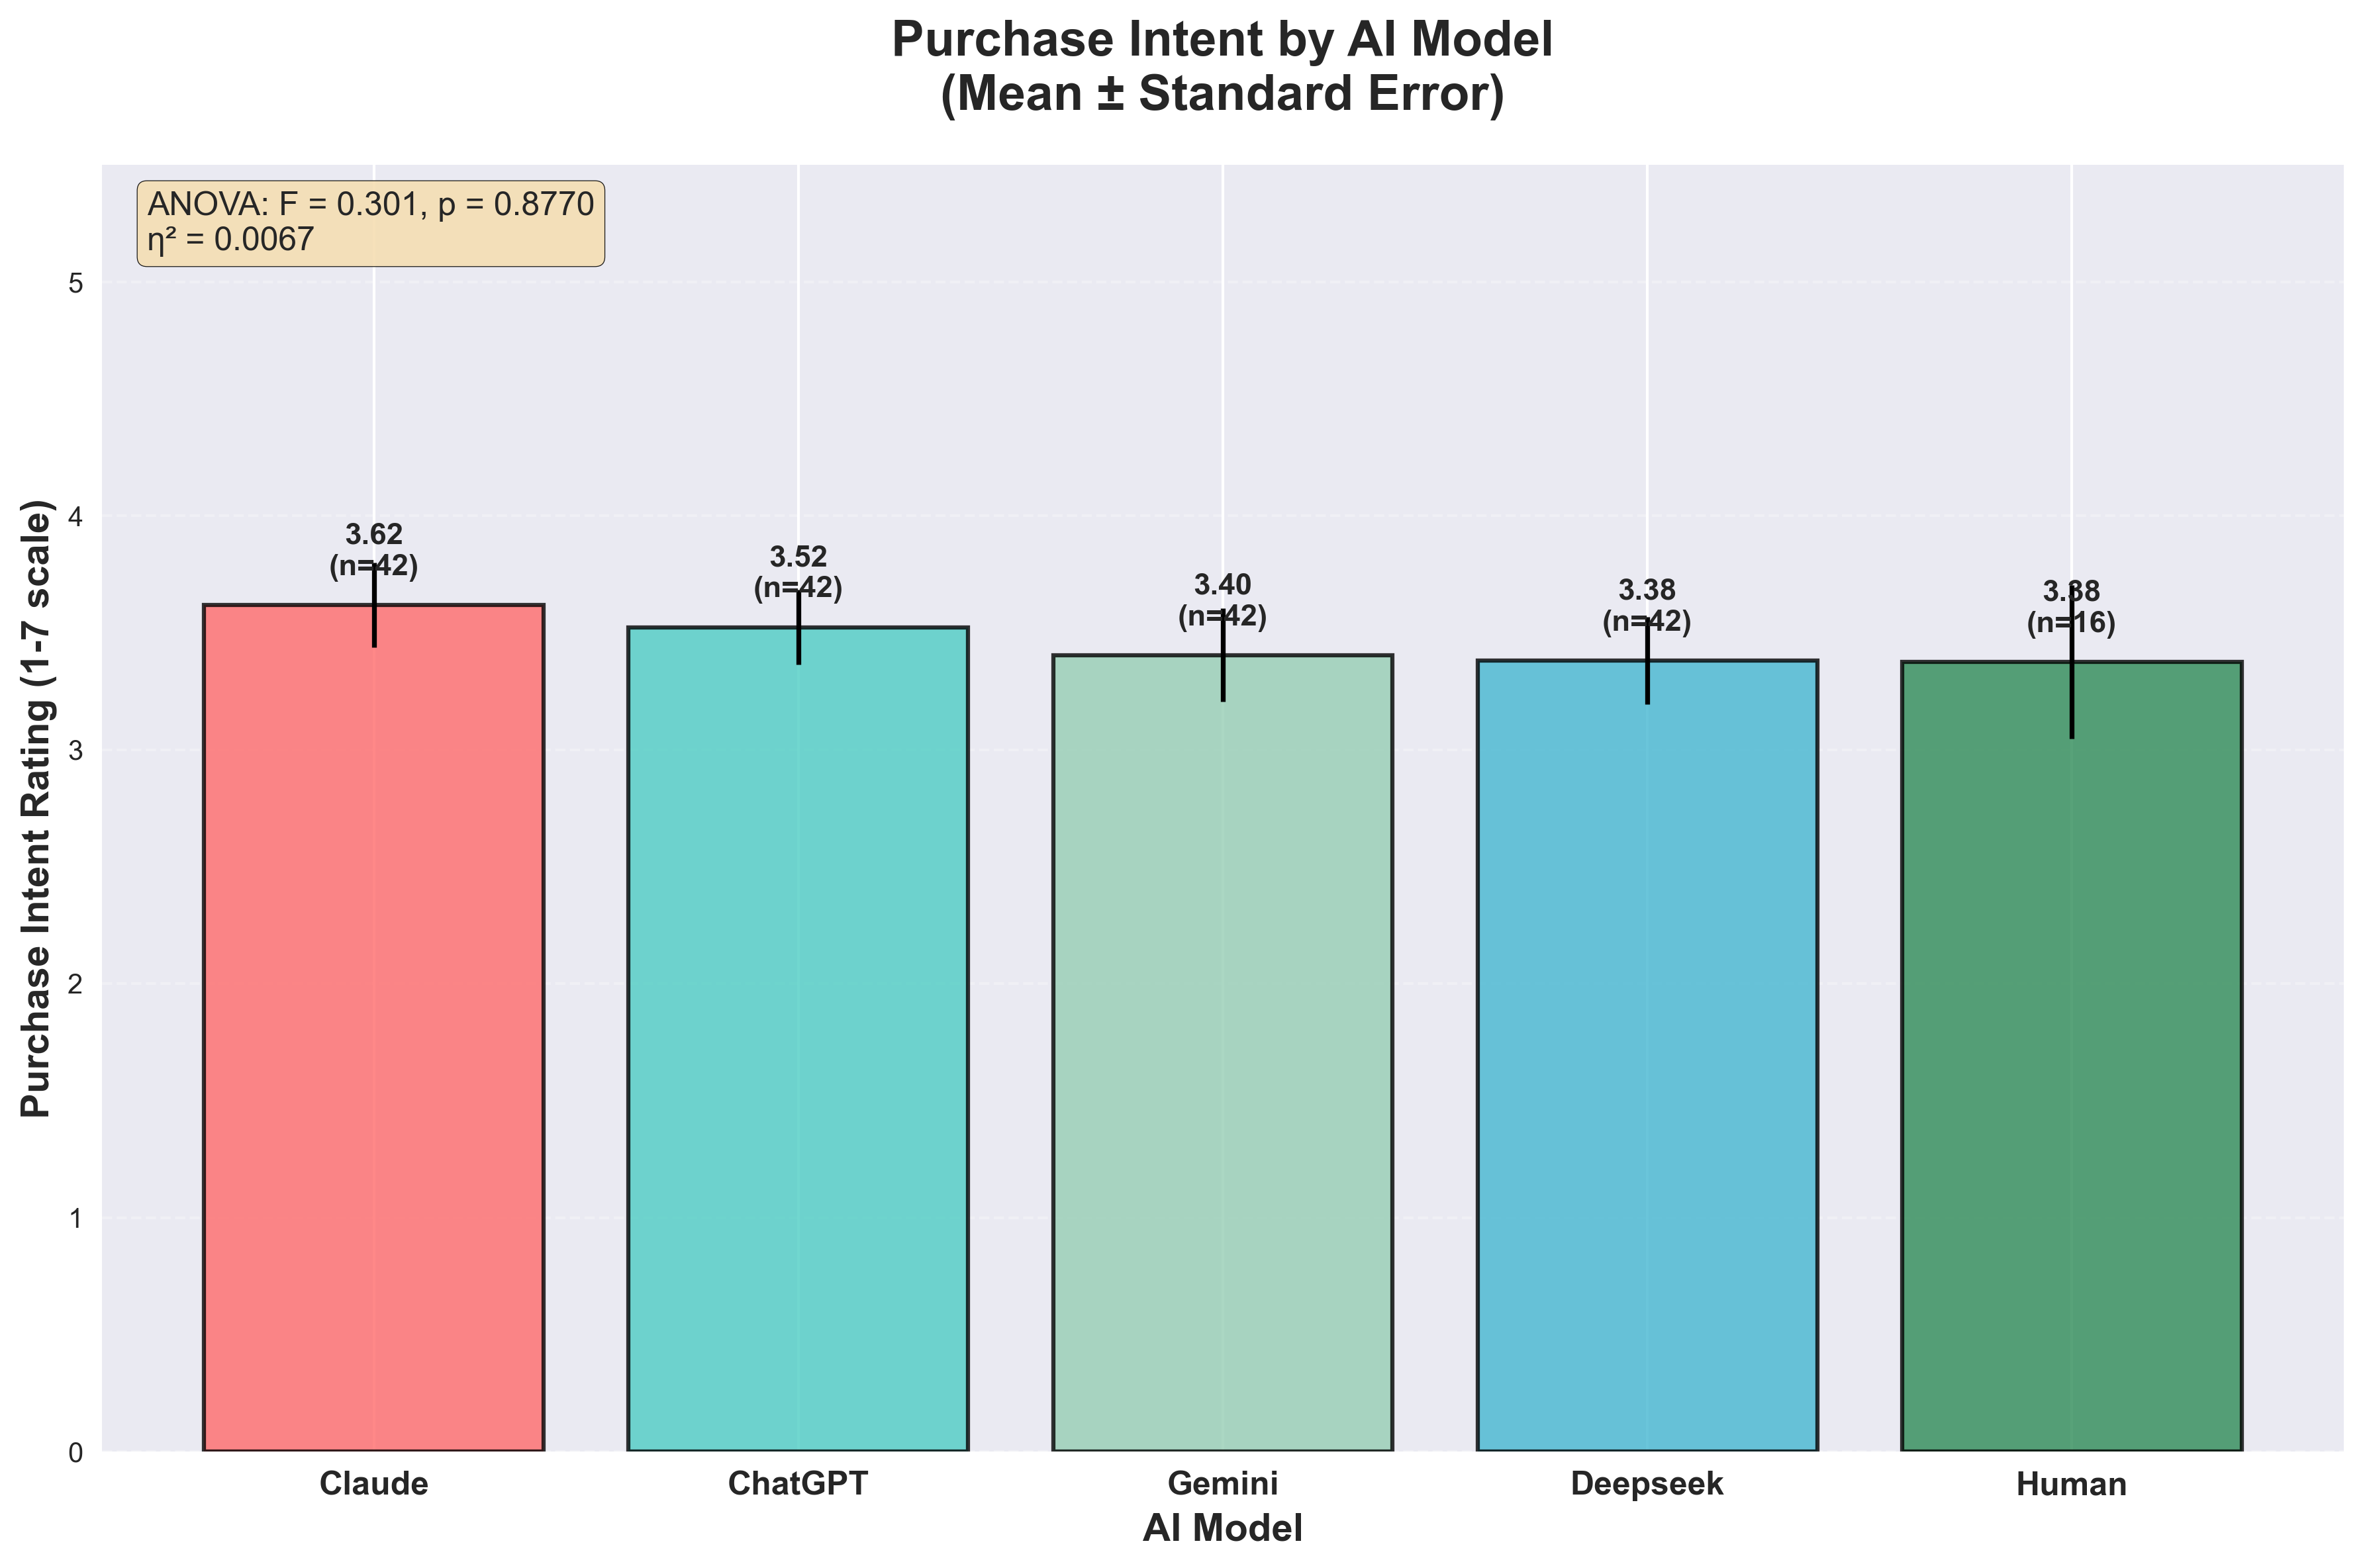 Purchase Intent by AI Model
(Mean ± Standard Error)
ANOVA: F = 0.301, p = 0.8770
η² = 0.0067
Purchase Intent Rating (1-7 scale)
5
4
3
2
1
0
3.62
(n=42)
3.52
(n=42)
3.40
(n=42)
3.38
(n=42)
3.38
(n=16)
Claude
ChatGPT
Gemini
Deepseek
Human
AI Model